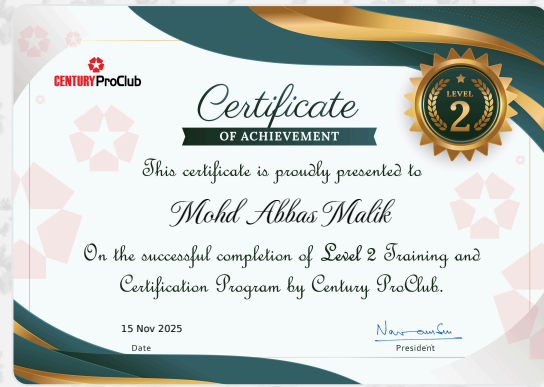 CENTURY ProClub
Certificate
OF ACHIEVEMENT
LEVEL
2
This certificate is proudly presented to
Mohd Abbas Malik
On the successful completion of Level 2 Training and
Certification Program by Century ProClub.
15 Nov 2025
Date
President